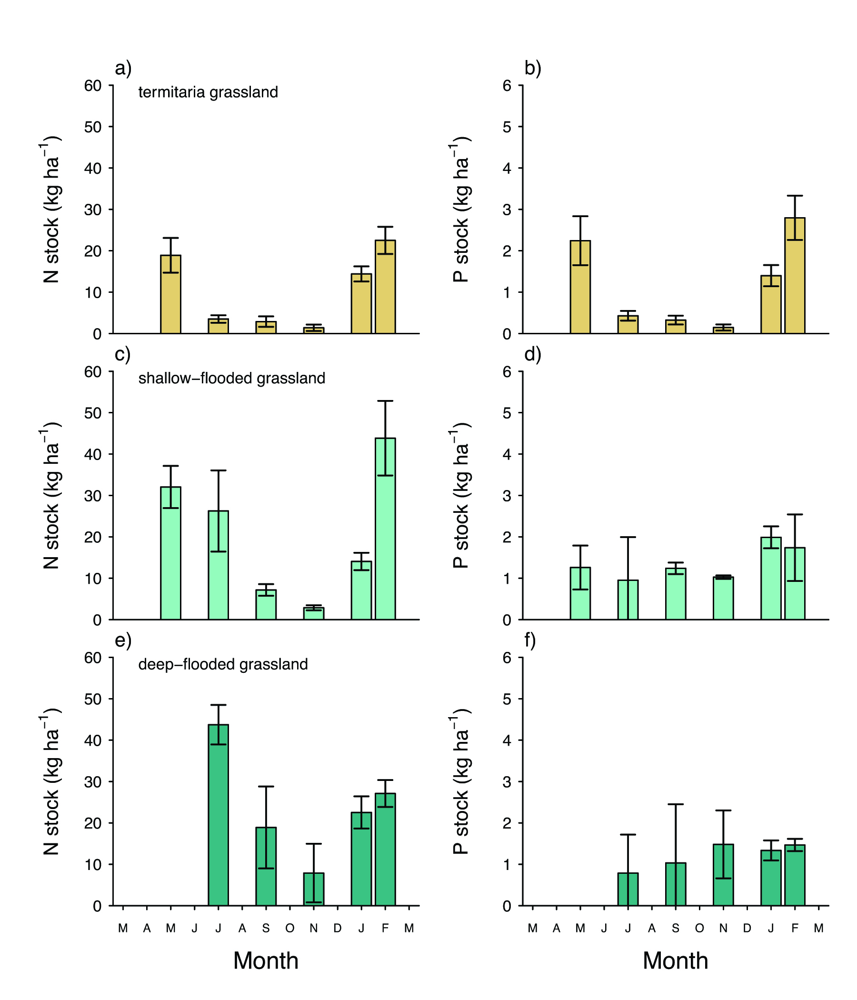 a)
termitaria grassland
N stock (kg ha⁻¹)
60
50
40
30
20
10
0
b)
P stock (kg ha⁻¹)
6
5
4
3
2
1
0
c)
shallow−flooded grassland
N stock (kg ha⁻¹)
60
50
40
30
20
10
0
d)
P stock (kg ha⁻¹)
6
5
4
3
2
1
0
e)
deep−flooded grassland
N stock (kg ha⁻¹)
60
50
40
30
20
10
0
M A M J J A S O N D J F M
Month
f)
P stock (kg ha⁻¹)
6
5
4
3
2
1
0
M A M J J A S O N D J F M
Month